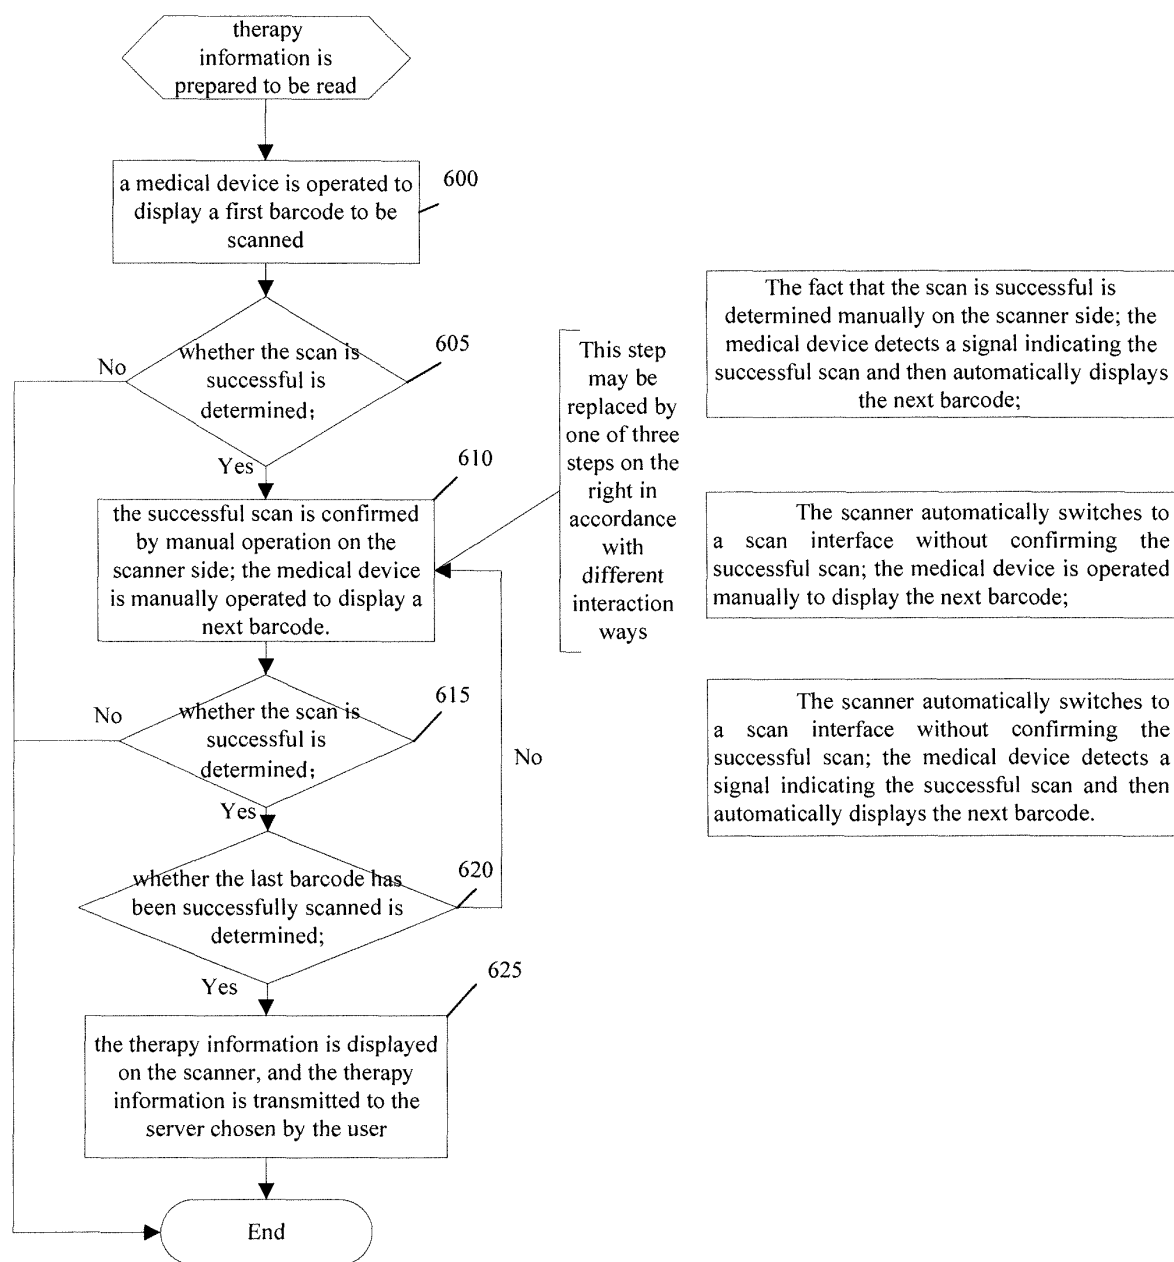 therapy
information is
prepared to be read
a medical device is operated to
display a first barcode to be
scanned
600
No
whether the scan is
successful is
determined;
605
Yes
610
the successful scan is confirmed
by manual operation on the
scanner side; the medical device
is manually operated to display a
next barcode.
No
whether the scan is
successful is
determined;
615
Yes
No
whether the last barcode has
been successfully scanned is
determined;
620
Yes
625
the therapy information is displayed
on the scanner, and the therapy
information is transmitted to the
server chosen by the user
End
This step
may be
replaced by
one of three
steps on the
right in
accordance
with
different
interaction
ways
The fact that the scan is successful is
determined manually on the scanner side; the
medical device detects a signal indicating the
successful scan and then automatically displays
the next barcode;
The scanner automatically switches to
a scan interface without confirming the
successful scan; the medical device is operated
manually to display the next barcode;
The scanner automatically switches to
a scan interface without confirming the
successful scan; the medical device detects a
signal indicating the successful scan and then
automatically displays the next barcode.